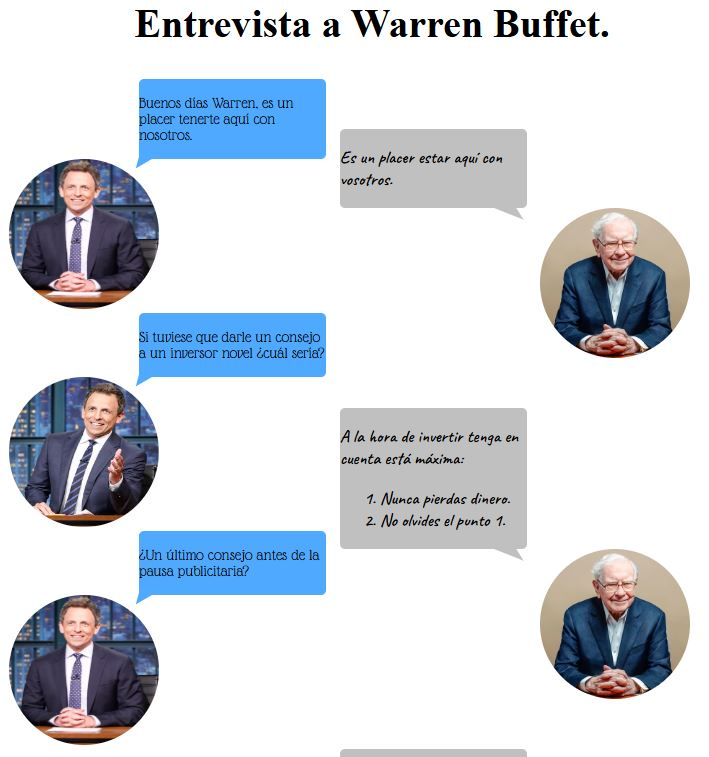 Entrevista a Warren Buffet.
Buenos días Warren, es un
placer tenerte aquí con
nosotros.
Es un placer estar aquí con
vosotros.
Si tuviese que darle un consejo
a un inversor novel ¿cuál sería?
A la hora de invertir tenga en
cuenta está máxima:
1. Nunca pierdas dinero.
2. No olvides el punto 1.
¿Un último consejo antes de la
pausa publicitaria?